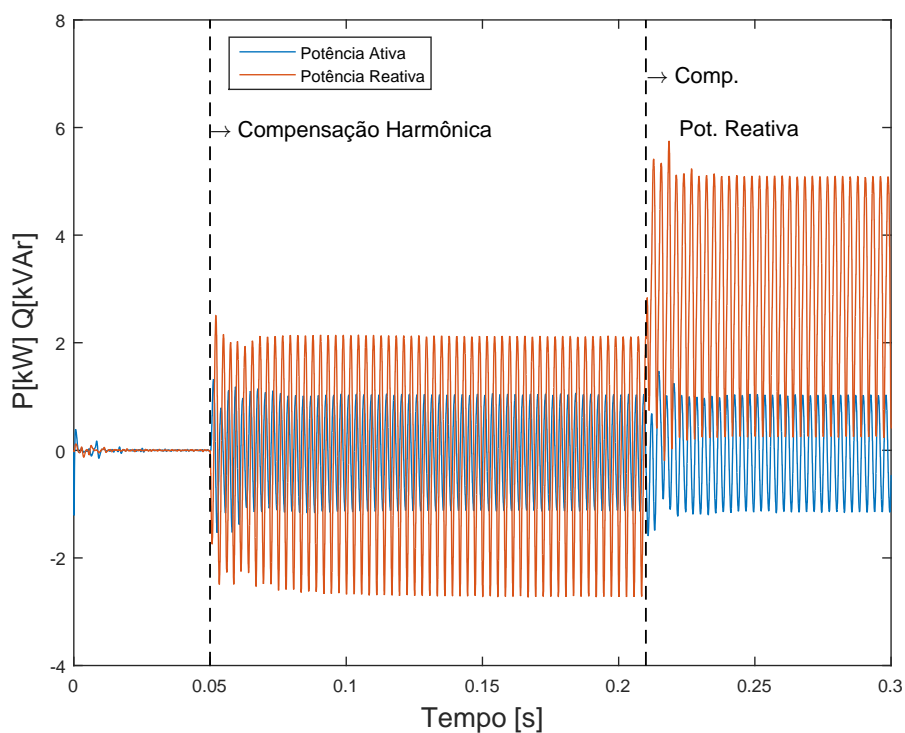 8
6
4
2
0
-2
-4
P[kW] Q[kVAr]
Potência Ativa
Potência Reativa
→ Compensação Harmônica
→ Comp.
Pot. Reativa
0
0.05
0.1
0.15
0.2
0.25
0.3
Tempo [s]